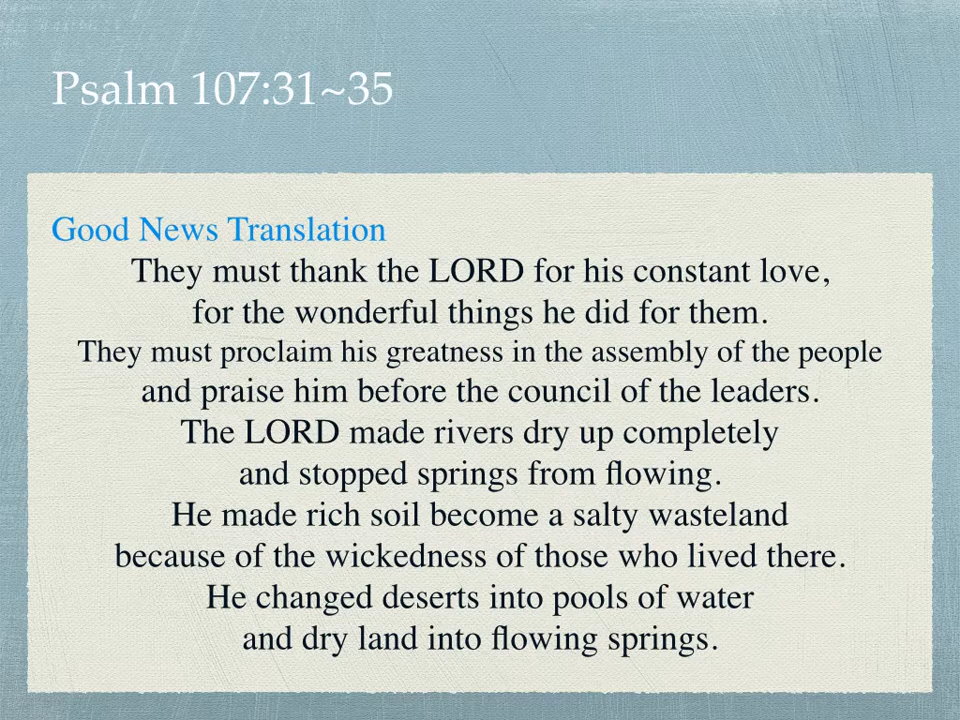 Psalm 107:31~35
Good News Translation
They must thank the LORD for his constant love,
for the wonderful things he did for them.
They must proclaim his greatness in the assembly of the people
and praise him before the council of the leaders.
The LORD made rivers dry up completely
and stopped springs from flowing.
He made rich soil become a salty wasteland
because of the wickedness of those who lived there.
He changed deserts into pools of water
and dry land into flowing springs.